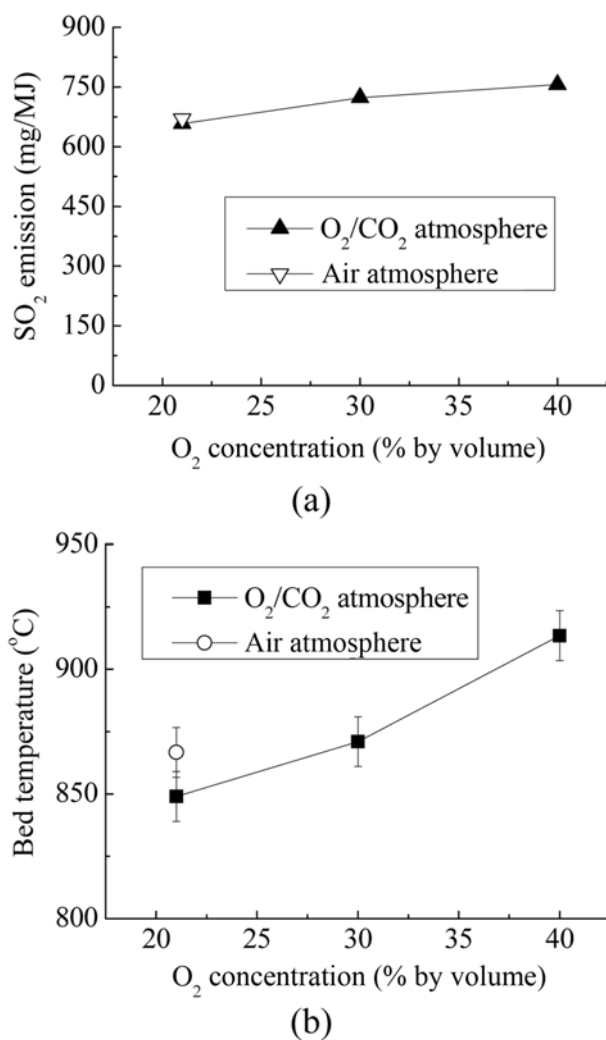 900
750
600
450
300
150
0
SO₂ emission (mg/MJ)
O₂/CO₂ atmosphere
Air atmosphere
20 25 30 35 40
O₂ concentration (% by volume)
(a)
950
900
850
800
Bed temperature (°C)
O₂/CO₂ atmosphere
Air atmosphere
20 25 30 35 40
O₂ concentration (% by volume)
(b)